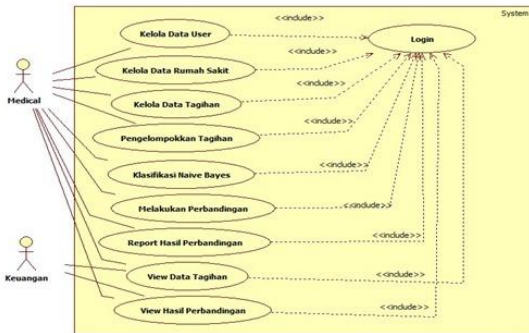 System
Kelola Data User
<<include>>
Login
Kelola Data Rumah Sakit
<<include>>
Medical
Kelola Data Tagihan
<<include>>
Pengelompokkan Tagihan
<<include>>
Klasifikasi Naive Bayes
<<include>>
Melakukan Perbandingan
<<include>>
Report Hasil Perbandingan
<<include>>
Keuangan
View Data Tagihan
<<include>>
View Hasil Perbandingan
<<include>>